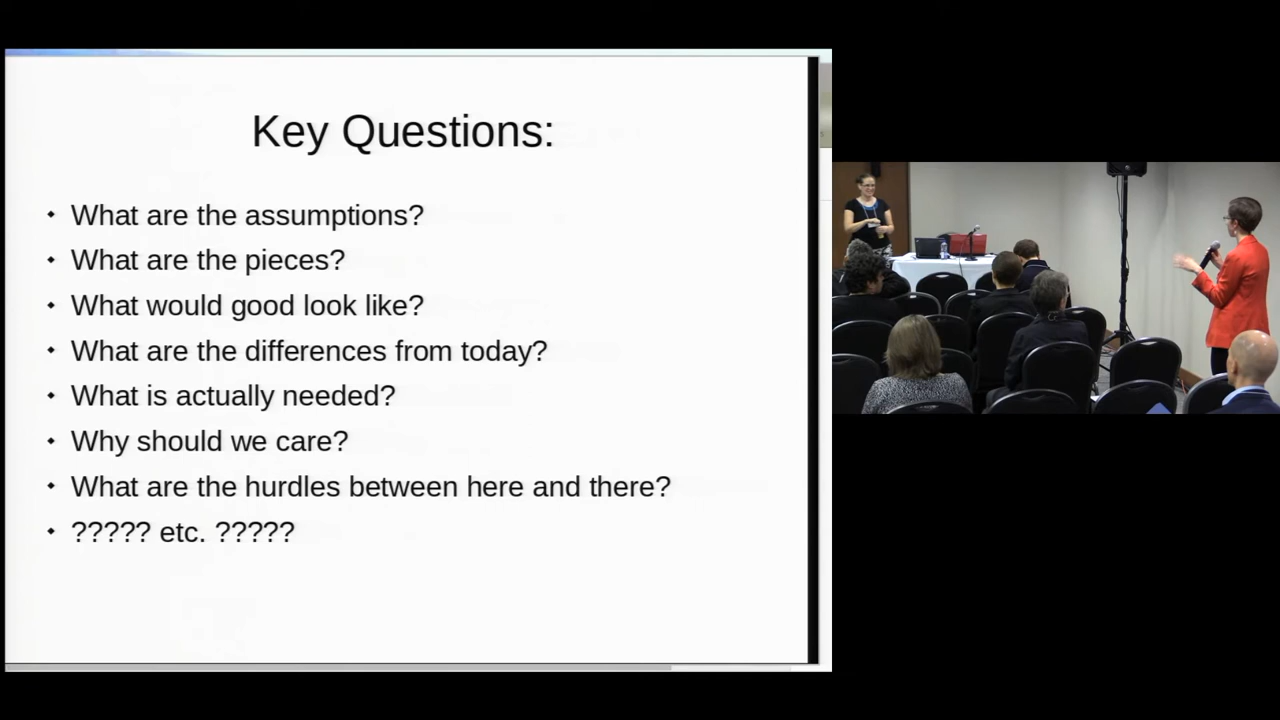 Key Questions:
What are the assumptions?
What are the pieces?
What would good look like?
What are the differences from today?
What is actually needed?
Why should we care?
What are the hurdles between here and there?
????? etc. ?????